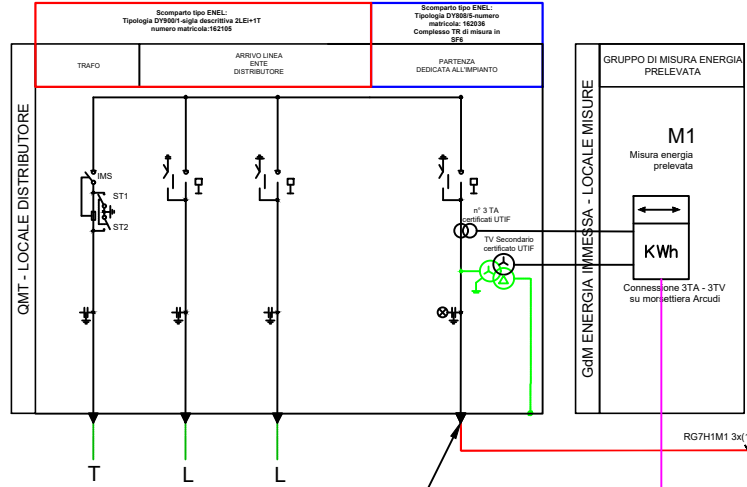 Scomparto tipo ENEL:
Tipologia DY900/1-sigla descrittiva 2LEi+1T
numero matricola:162105
Scomparto tipo ENEL:
Tipologia DY808/5-numero
matricola: 162036
Complesso TR di misura in
SF6
TRAFO
ARRIVO LINEA
ENTE
DISTRIBUTORE
PARTENZA
DEDICATA ALL'IMPIANTO
GRUPPO DI MISURA ENERGIA
PRELEVATA
QMT - LOCALE DISTRIBUTORE
GdM ENERGIA IMMESSA - LOCALE MISURE
M1
Misura energia
prelevata
IMS
ST1
ST2
n° 3 TA
certificati UTIF
TV Secondario
certificato UTIF
KWh
Connessione 3TA - 3TV
su morsettiera Arcudi
RG7H1M1 3x(
T
L
L